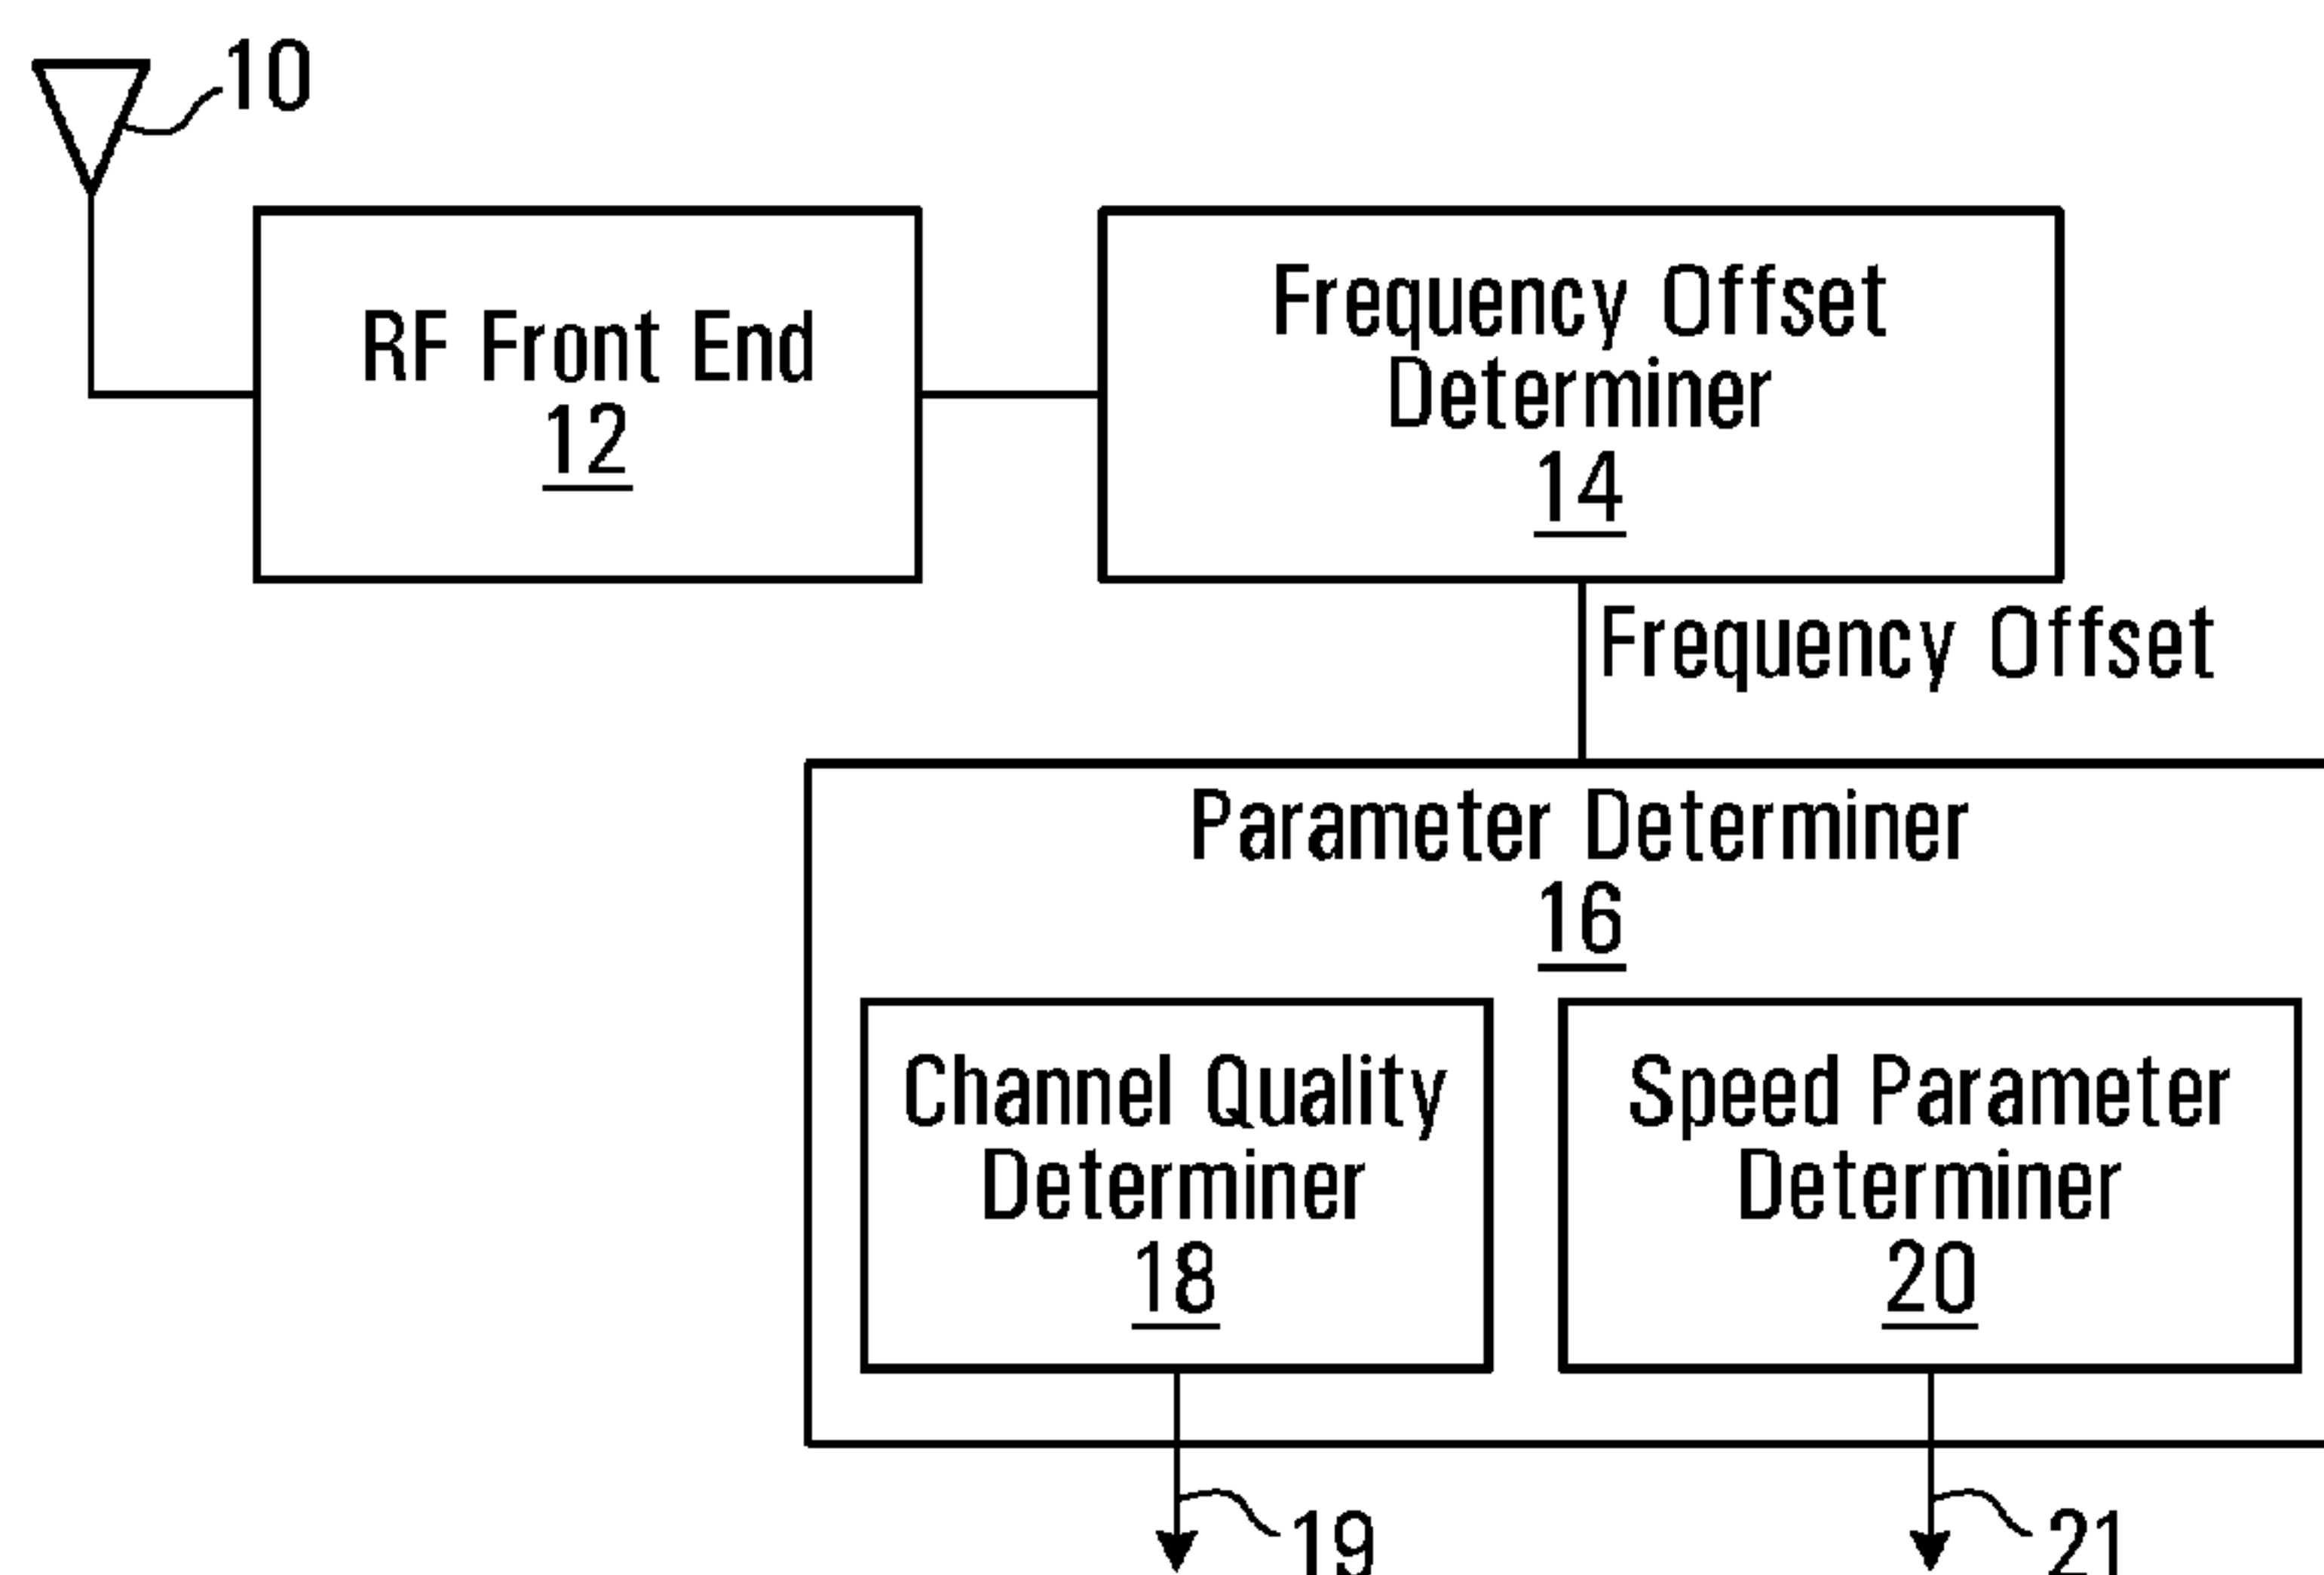 10
RF Front End
12
Frequency Offset
Determiner
14
Frequency Offset
Parameter Determiner
16
Channel Quality
Determiner
18
Speed Parameter
Determiner
20
19
21